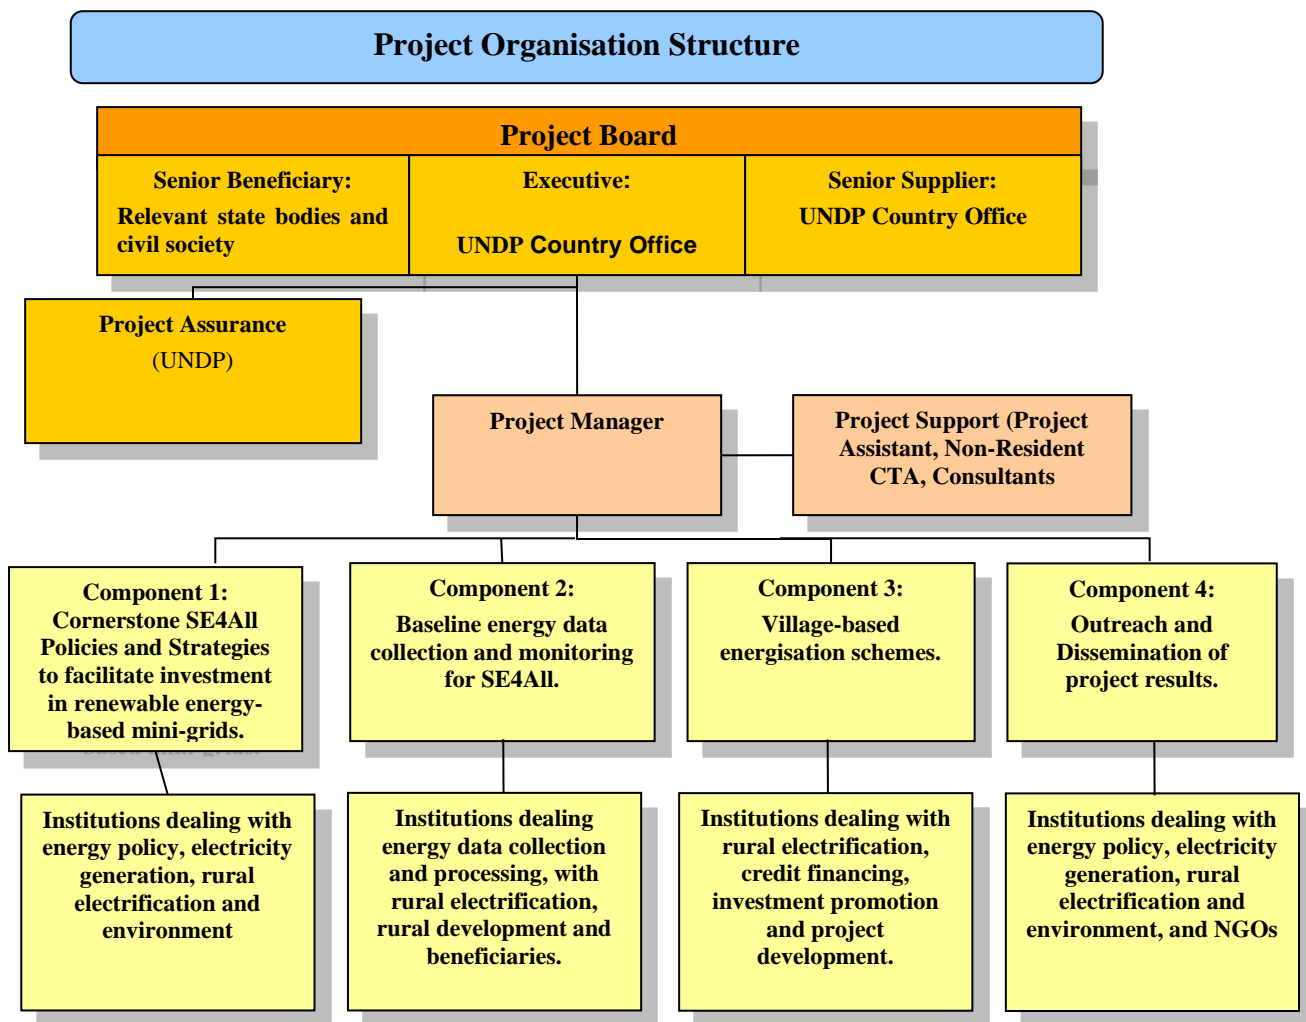 Project Organisation Structure
Project Board
Senior Beneficiary:
Relevant state bodies and
civil society
Executive:
UNDP Country Office
Senior Supplier:
UNDP Country Office
Project Assurance
(UNDP)
Project Manager
Project Support (Project
Assistant, Non-Resident
CTA, Consultants
Component 1:
Cornerstone SE4All
Policies and Strategies
to facilitate investment
in renewable energy-
based mini-grids.
Component 2:
Baseline energy data
collection and monitoring
for SE4All.
Component 3:
Village-based
energisation schemes.
Component 4:
Outreach and
Dissemination of
project results.
Institutions dealing with
energy policy, electricity
generation, rural
electrification and
environment
Institutions dealing
energy data collection
and processing, with
rural electrification,
rural development and
beneficiaries.
Institutions dealing with
rural electrification,
credit financing,
investment promotion
and project
development.
Institutions dealing with
energy policy, electricity
generation, rural
electrification and
environment, and NGOs